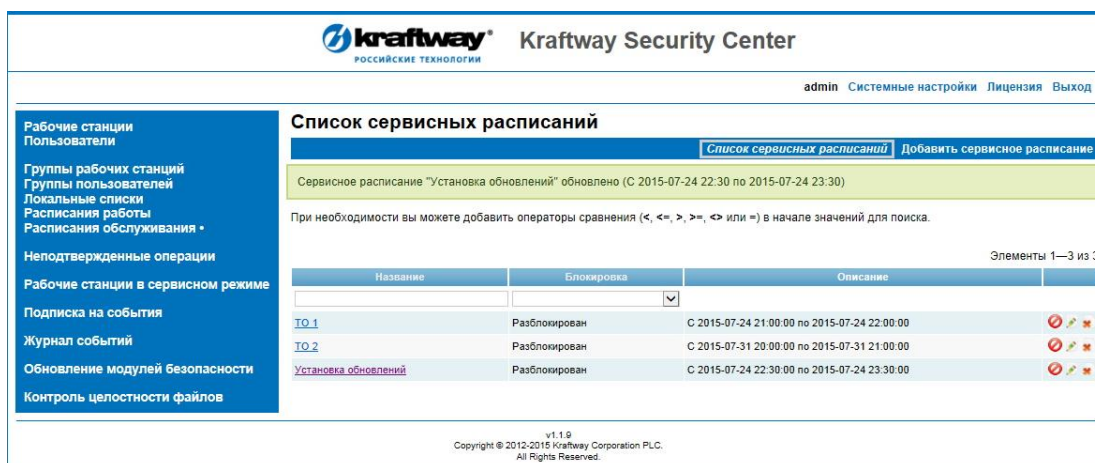 kraftway
РОССИЙСКИЕ ТЕХНОЛОГИИ
Kraftway Security Center
admin Системные настройки Лицензия Выход
Рабочие станции
Пользователи
Группы рабочих станций
Группы пользователей
Локальные списки
Расписания работы
Расписания обслуживания •
Неподтвержденные операции
Рабочие станции в сервисном режиме
Подписка на события
Журнал событий
Обновление модулей безопасности
Контроль целостности файлов
Список сервисных расписаний
Список сервисных расписаний Добавить сервисное расписание
Сервисное расписание "Установка обновлений" обновлено (С 2015-07-24 22:30 по 2015-07-24 23:30)
При необходимости вы можете добавить операторы сравнения (<, <=, >, >=, <> или =) в начале значений для поиска.
Элементы 1—3 из 3
Название Блокировка Описание
ТО 1 Разблокирован С 2015-07-24 21:00:00 по 2015-07-24 22:00:00
ТО 2 Разблокирован С 2015-07-31 20:00:00 по 2015-07-31 21:00:00
Установка обновлений Разблокирован С 2015-07-24 22:30:00 по 2015-07-24 23:30:00
v1.1.9
Copyright © 2012-2015 Kraftway Corporation PLC.
All Rights Reserved.